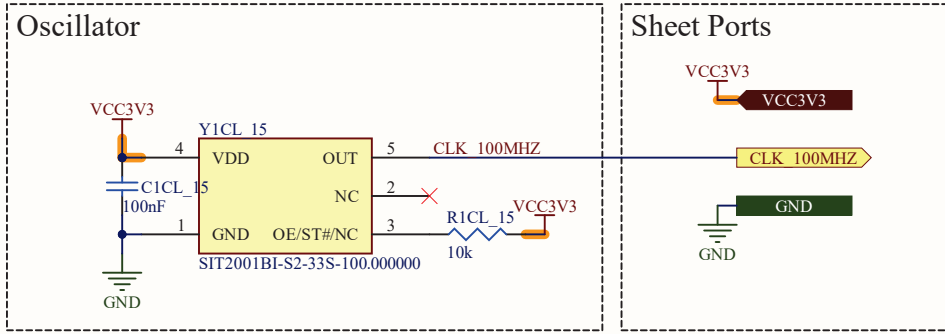 Oscillator
Sheet Ports
VCC3V3
VCC3V3
VCC3V3
Y1CL_15
4
VDD
OUT
5
CLK_100MHZ
CLK_100MHZ
C1CL_15
100nF
NC
2
VCC3V3
R1CL_15
1
GND
OE/ST#/NC
3
10k
GND
SIT2001BI-S2-33S-100.000000
GND
GND